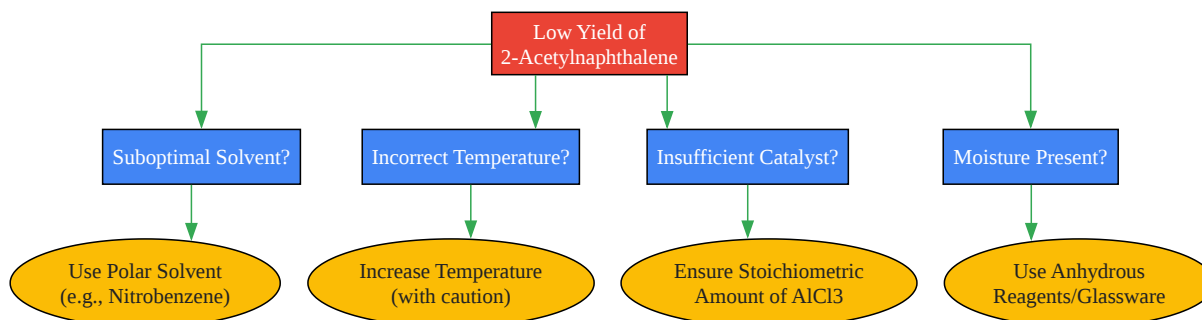 Low Yield of
2-Acetylnaphthalene
Suboptimal Solvent?
Incorrect Temperature?
Insufficient Catalyst?
Moisture Present?
Use Polar Solvent
(e.g., Nitrobenzene)
Increase Temperature
(with caution)
Ensure Stoichiometric
Amount of AlCl3
Use Anhydrous
Reagents/Glassware